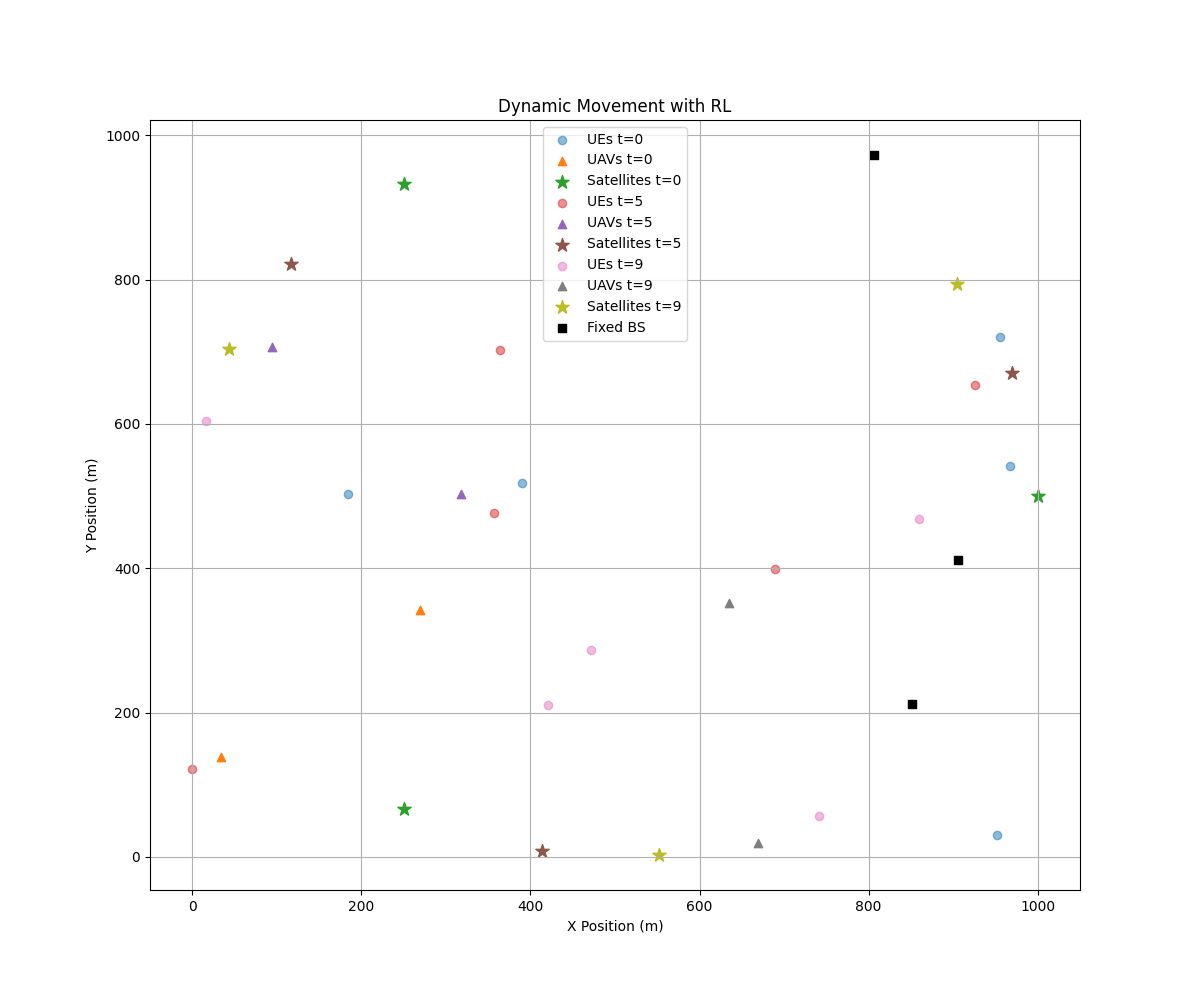 Dynamic Movement with RL
UEs t=0
UAVs t=0
Satellites t=0
UEs t=5
UAVs t=5
Satellites t=5
UEs t=9
UAVs t=9
Satellites t=9
Fixed BS
1000
800
600
400
200
0
Y Position (m)
0 200 400 600 800 1000
X Position (m)